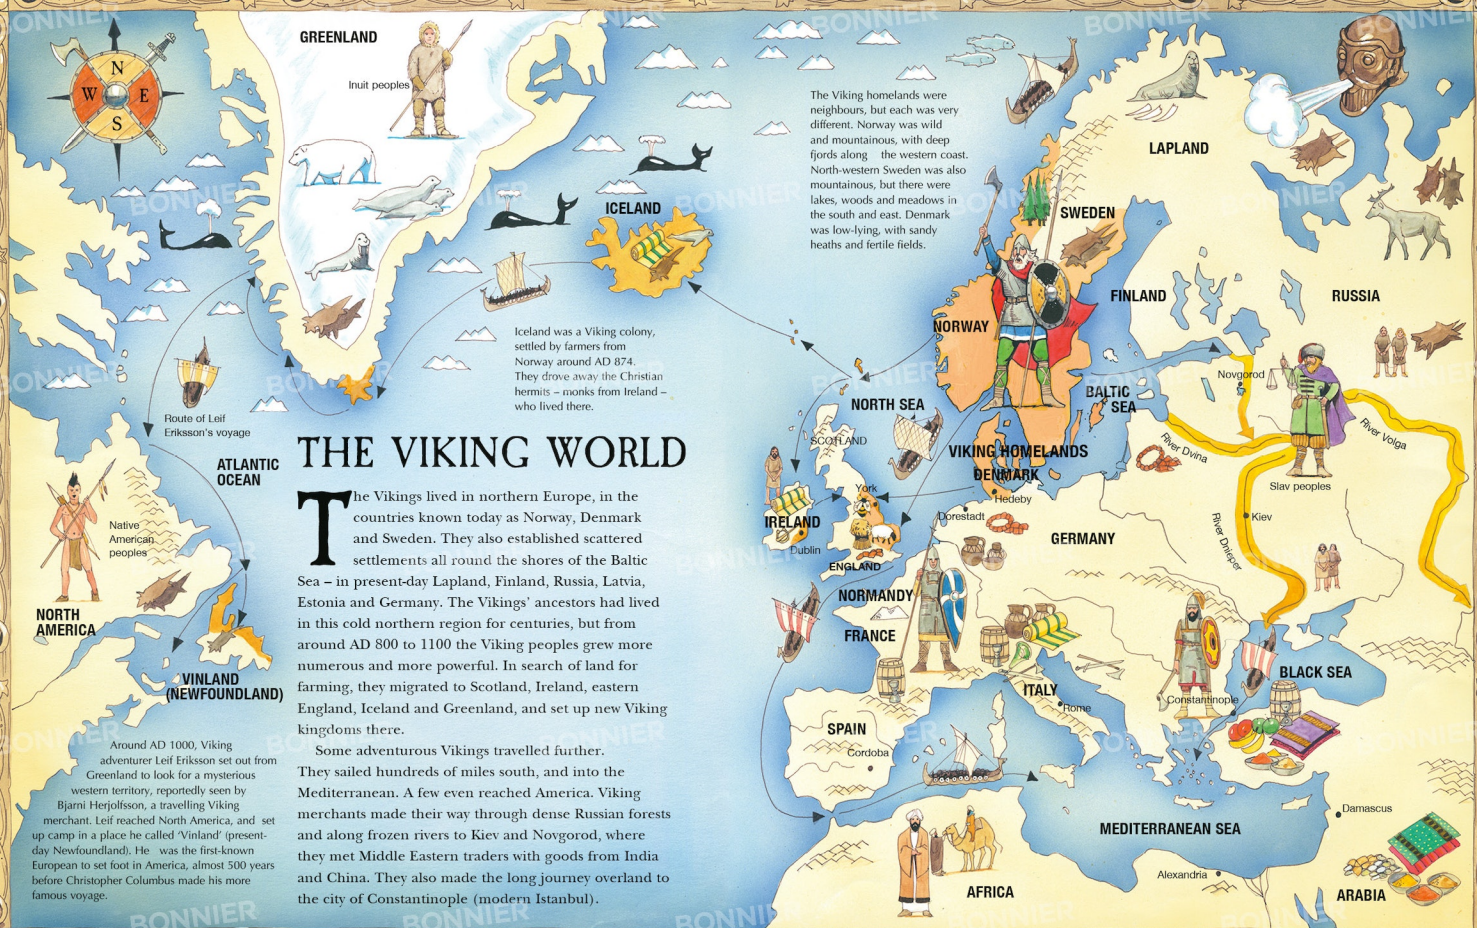 GREENLAND
Inuit peoples
N
W
E
S
ICELAND
The Viking homelands were
neighbours, but each was very
different. Norway was wild
and mountainous, with deep
fjords along the western coast.
North-western Sweden was also
mountainous, but there were
lakes, woods and meadows in
the south and east. Denmark
was low-lying, with sandy
heaths and fertile fields.
LAPLAND
SWEDEN
FINLAND
RUSSIA
NORWAY
Iceland was a Viking colony,
settled by farmers from
Norway around AD 874.
They drove away the Christian
hermits – monks from Ireland –
who lived there.
Route of Leif
Eriksson's voyage
ATLANTIC
OCEAN
THE VIKING WORLD
The Vikings lived in northern Europe, in the
countries known today as Norway, Denmark
and Sweden. They also established scattered
settlements all round the shores of the Baltic
Sea – in present-day Lapland, Finland, Russia, Latvia,
Estonia and Germany. The Vikings' ancestors had lived
in this cold northern region for centuries, but from
around AD 800 to 1100 the Viking peoples grew more
numerous and more powerful. In search of land for
farming, they migrated to Scotland, Ireland, eastern
England, Iceland and Greenland, and set up new Viking
kingdoms there.
Some adventurous Vikings travelled further.
They sailed hundreds of miles south, and into the
Mediterranean. A few even reached America. Viking
merchants made their way through dense Russian forests
and along frozen rivers to Kiev and Novgorod, where
they met Middle Eastern traders with goods from India
and China. They also made the long journey overland to
the city of Constantinople (modern Istanbul).
Native
American
peoples
NORTH
AMERICA
VINLAND
(NEWFOUNDLAND)
Around AD 1000, Viking
adventurer Leif Eriksson set out from
Greenland to look for a mysterious
western territory, reportedly seen by
Bjarni Herjolfsson, a travelling Viking
merchant. Leif reached North America, and set
up camp in a place he called 'Vinland' (present-
day Newfoundland). He was the first-known
European to set foot in America, almost 500 years
before Christopher Columbus made his more
famous voyage.
NORTH SEA
SCOTLAND
BALTIC
SEA
Novgorod
River Volga
River Dvina
VIKING HOMELANDS
DENMARK
Hedeby
Slav peoples
York
Dorestadt
IRELAND
Dublin
ENGLAND
GERMANY
Kiev
River Dnieper
NORMANDY
FRANCE
ITALY
Rome
BLACK SEA
Constantinople
SPAIN
Cordoba
MEDITERRANEAN SEA
Damascus
Alexandria
AFRICA
ARABIA
BONNIER